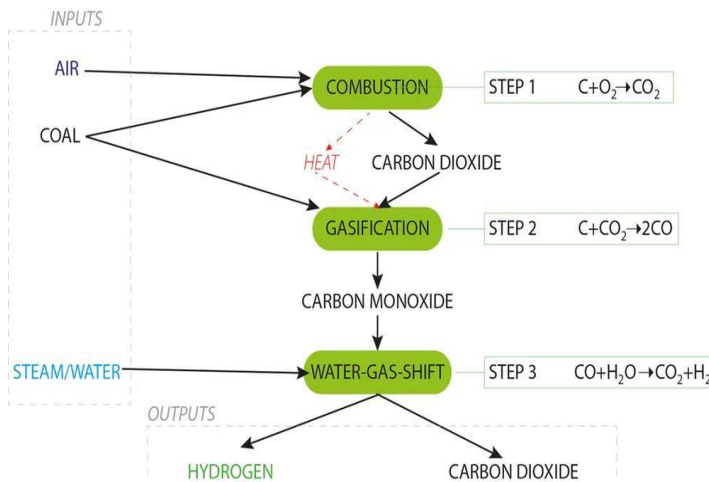 INPUTS
AIR
COMBUSTION
STEP 1 C+O₂→CO₂
COAL
HEAT
CARBON DIOXIDE
GASIFICATION
STEP 2 C+CO₂→2CO
CARBON MONOXIDE
STEAM/WATER
WATER-GAS-SHIFT
STEP 3 CO+H₂O→CO₂+H₂
OUTPUTS
HYDROGEN
CARBON DIOXIDE